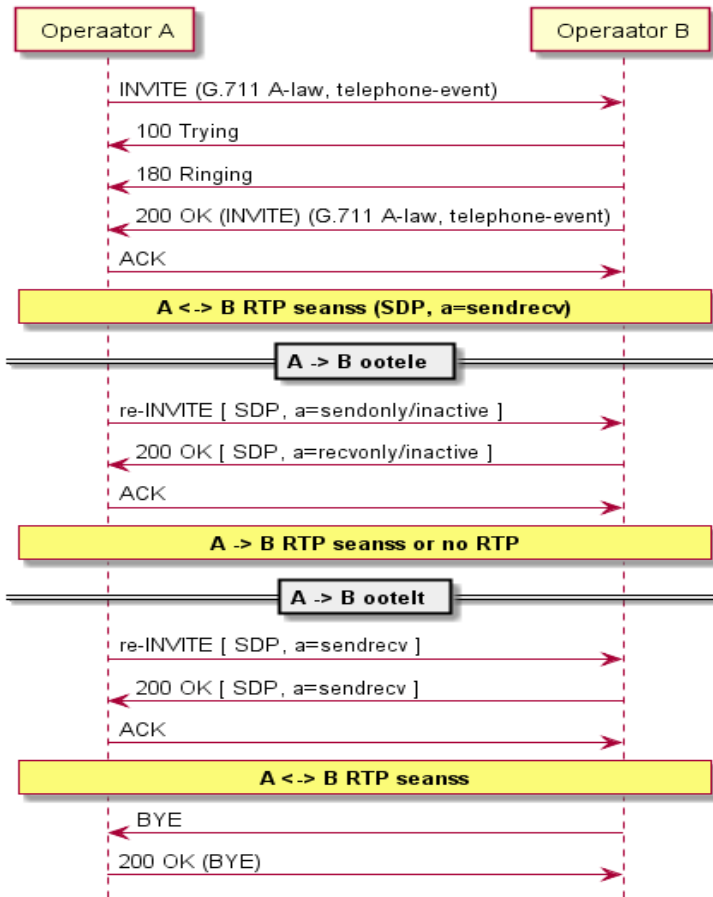 Operaator A
Operaator B
INVITE (G.711 A-law, telephone-event)
100 Trying
180 Ringing
200 OK (INVITE) (G.711 A-law, telephone-event)
ACK
A <-> B RTP seanss (SDP, a=sendrecv)
A -> B ootele
re-INVITE [ SDP, a=sendonly/inactive ]
200 OK [ SDP, a=recvonly/inactive ]
ACK
A -> B RTP seanss or no RTP
A -> B ootelt
re-INVITE [ SDP, a=sendrecv ]
200 OK [ SDP, a=sendrecv ]
ACK
A <-> B RTP seanss
BYE
200 OK (BYE)